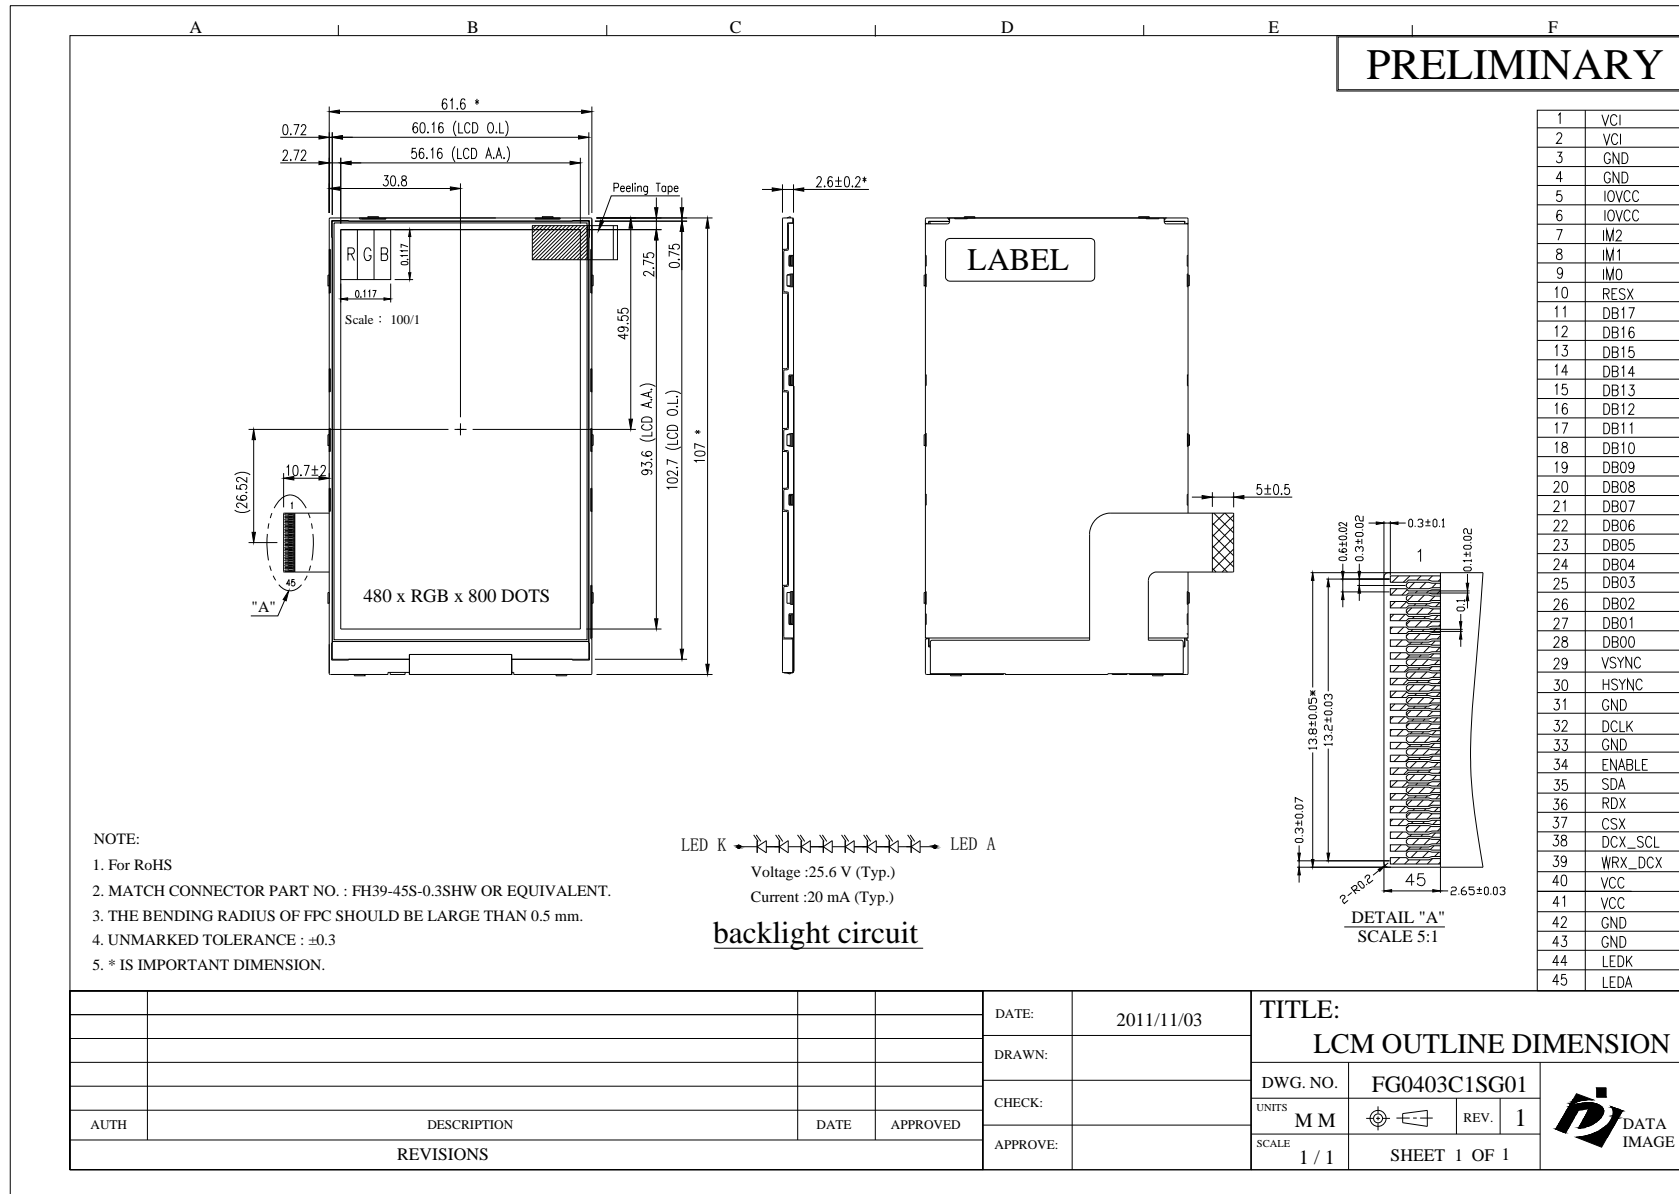 A B C D E F
PRELIMINARY
61.6 *
60.16 (LCD O.L)
0.72
56.16 (LCD A.A.)
2.72
30.8
Peeling Tape
2.6±0.2*
R G B
0.117
0.117
Scale： 100/1
2.75
0.75
49.55
93.6 (LCD A.A.)
102.7 (LCD O.L.)
107 *
(26.52)
10.7±2
1
45
"A"
480 x RGB x 800 DOTS
LABEL
5±0.5
0.6±0.02
0.3±0.02
0.3±0.1
1
0.1±0.02
0.1
13.8±0.05*
13.2±0.03
0.3±0.07
2-R0.2
45
2.65±0.03
DETAIL "A"
SCALE 5:1
1 VCI
2 VCI
3 GND
4 GND
5 IOVCC
6 IOVCC
7 IM2
8 IM1
9 IM0
10 RESX
11 DB17
12 DB16
13 DB15
14 DB14
15 DB13
16 DB12
17 DB11
18 DB10
19 DB09
20 DB08
21 DB07
22 DB06
23 DB05
24 DB04
25 DB03
26 DB02
27 DB01
28 DB00
29 VSYNC
30 HSYNC
31 GND
32 DCLK
33 GND
34 ENABLE
35 SDA
36 RDX
37 CSX
38 DCX_SCL
39 WRX_DCX
40 VCC
41 VCC
42 GND
43 GND
44 LEDK
45 LEDA
NOTE:
1. For RoHS
2. MATCH CONNECTOR PART NO. : FH39-45S-0.3SHW OR EQUIVALENT.
3. THE BENDING RADIUS OF FPC SHOULD BE LARGE THAN 0.5 mm.
4. UNMARKED TOLERANCE : ±0.3
5. * IS IMPORTANT DIMENSION.
LED K LED A
Voltage :25.6 V (Typ.)
Current :20 mA (Typ.)
backlight circuit
AUTH DESCRIPTION DATE APPROVED
REVISIONS
DATE: 2011/11/03
DRAWN:
CHECK:
APPROVE:
TITLE:
LCM OUTLINE DIMENSION
DWG. NO. FG0403C1SG01
UNITS M M REV. 1
SCALE 1 / 1 SHEET 1 OF 1
DATA
IMAGE